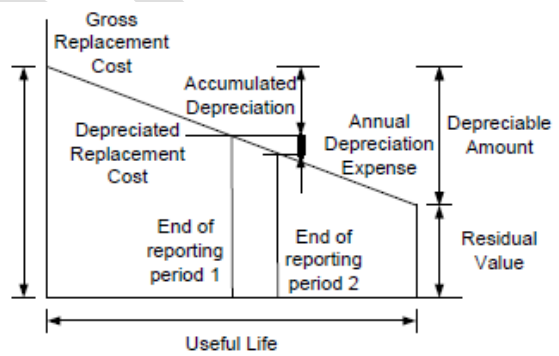 Gross
Replacement
Cost
Accumulated
Depreciation
Depreciated
Replacement
Cost
Annual
Depreciation
Expense
Depreciable
Amount
End of
reporting
period 1
End of
reporting
period 2
Residual
Value
Useful Life